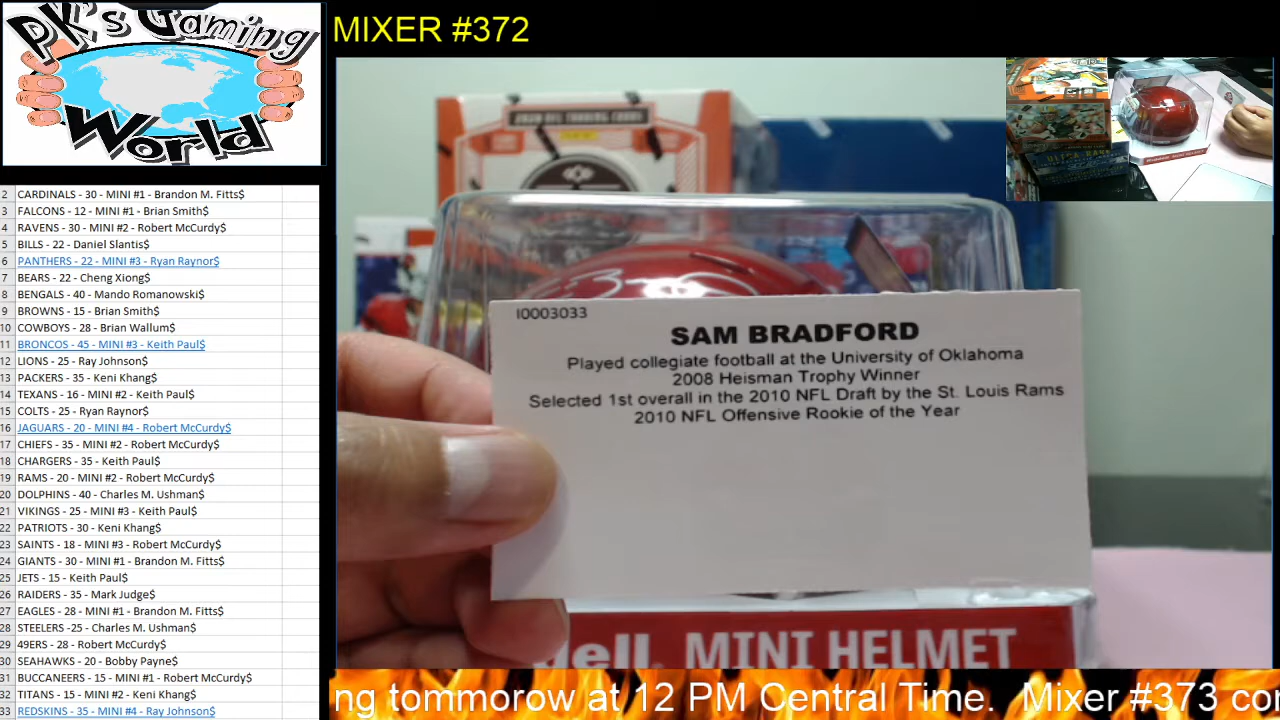 PK's Gaming
World
MIXER #372
2 CARDINALS - 30 - MINI #1 - Brandon M. Fitts$
3 FALCONS - 12 - MINI #1 - Brian Smith$
4 RAVENS - 30 - MINI #2 - Robert McCurdy$
5 BILLS - 22 - Daniel Slantis$
6 PANTHERS - 22 - MINI #3 - Ryan Raynor$
7 BEARS - 22 - Cheng Xiong$
8 BENGALS - 40 - Mando Romanowski$
9 BROWNS - 15 - Brian Smith$
10 COWBOYS - 28 - Brian Wallum$
11 BRONCOS - 45 - MINI #3 - Keith Paul$
12 LIONS - 25 - Ray Johnson$
13 PACKERS - 35 - Keni Khang$
14 TEXANS - 16 - MINI #2 - Keith Paul$
15 COLTS - 25 - Ryan Raynor$
16 JAGUARS - 20 - MINI #4 - Robert McCurdy$
17 CHIEFS - 35 - MINI #2 - Robert McCurdy$
18 CHARGERS - 35 - Keith Paul$
19 RAMS - 20 - MINI #2 - Robert McCurdy$
20 DOLPHINS - 40 - Charles M. Ushman$
21 VIKINGS - 25 - MINI #3 - Keith Paul$
22 PATRIOTS - 30 - Keni Khang$
23 SAINTS - 18 - MINI #3 - Robert McCurdy$
24 GIANTS - 30 - MINI #1 - Brandon M. Fitts$
25 JETS - 15 - Keith Paul$
26 RAIDERS - 35 - Mark Judge$
27 EAGLES - 28 - MINI #1 - Brandon M. Fitts$
28 STEELERS -25 - Charles M. Ushman$
29 49ERS - 28 - Robert McCurdy$
30 SEAHAWKS - 20 - Bobby Payne$
31 BUCCANEERS - 15 - MINI #1 - Robert McCurdy$
32 TITANS - 15 - MINI #2 - Keni Khang$
33 REDSKINS - 35 - MINI #4 - Ray Johnson$
I0003033
SAM BRADFORD
Played collegiate football at the University of Oklahoma
2008 Heisman Trophy Winner
Selected 1st overall in the 2010 NFL Draft by the St. Louis Rams
2010 NFL Offensive Rookie of the Year
dell. MINI HELMET
ng tommorow at 12 PM Central Time. Mixer #373 co